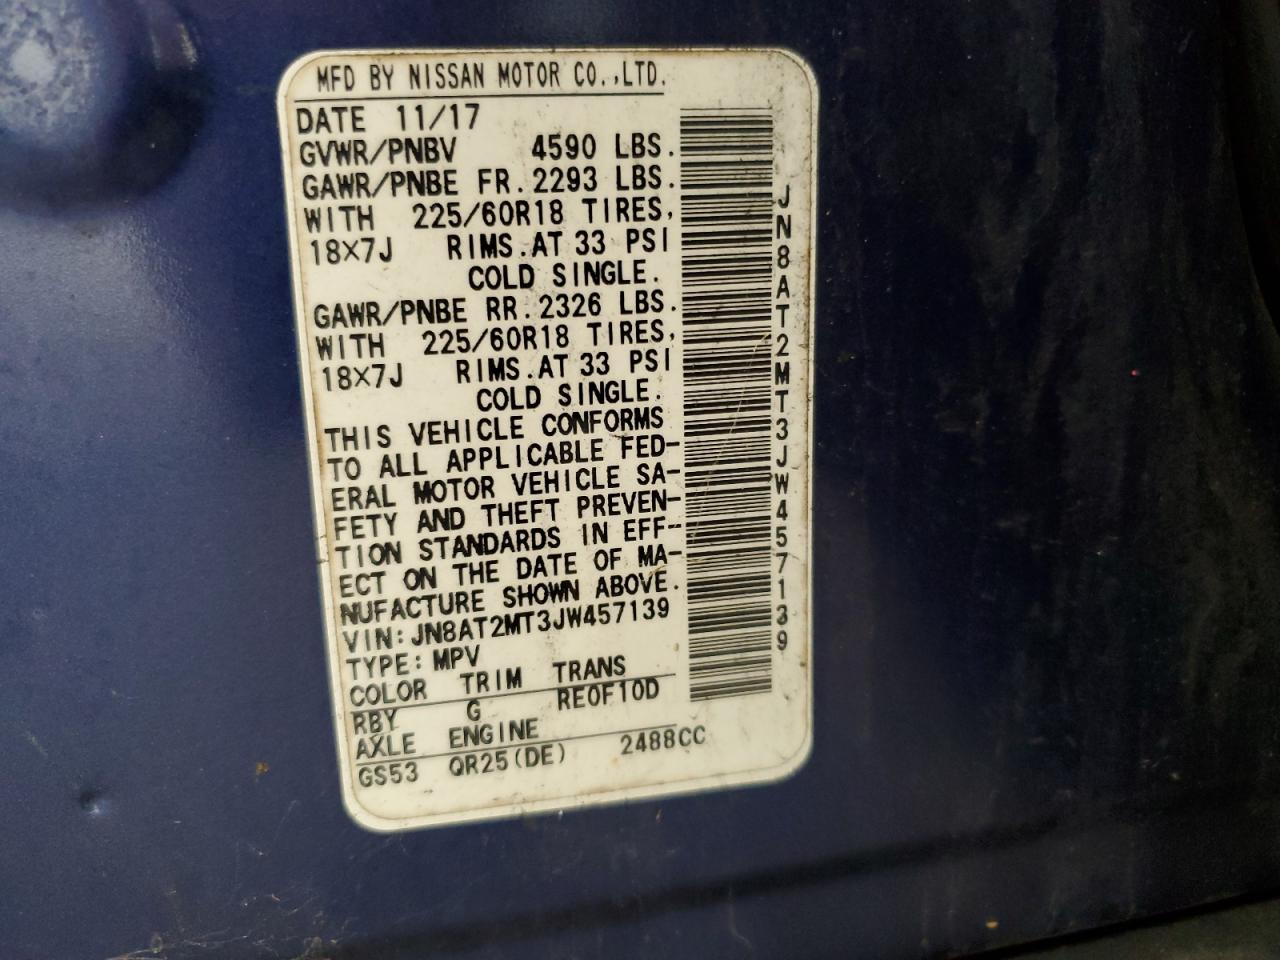 MFD BY NISSAN MOTOR CO.,LTD.
DATE 11/17
GVWR/PNBV 4590 LBS.
GAWR/PNBE FR. 2293 LBS.
WITH 225/60R18 TIRES,
18X7J RIMS.AT 33 PSI
COLD SINGLE.
GAWR/PNBE RR. 2326 LBS.
WITH 225/60R18 TIRES,
18X7J RIMS.AT 33 PSI
COLD SINGLE.
THIS VEHICLE CONFORMS
TO ALL APPLICABLE FED-
ERAL MOTOR VEHICLE SA-
FETY AND THEFT PREVEN-
TION STANDARDS IN EFF-
ECT ON THE DATE OF MA-
NUFACTURE SHOWN ABOVE.
VIN:JN8AT2MT3JW457139
TYPE:MPV
COLOR TRIM TRANS
RBY G RE0F10D
AXLE ENGINE
GS53 QR25(DE) 2488CC
JN8AT2MT3JW457139